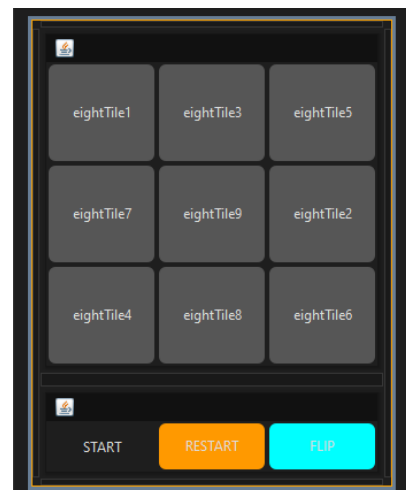 eightTile1 eightTile3 eightTile5
eightTile7 eightTile9 eightTile2
eightTile4 eightTile8 eightTile6
START RESTART FLIP